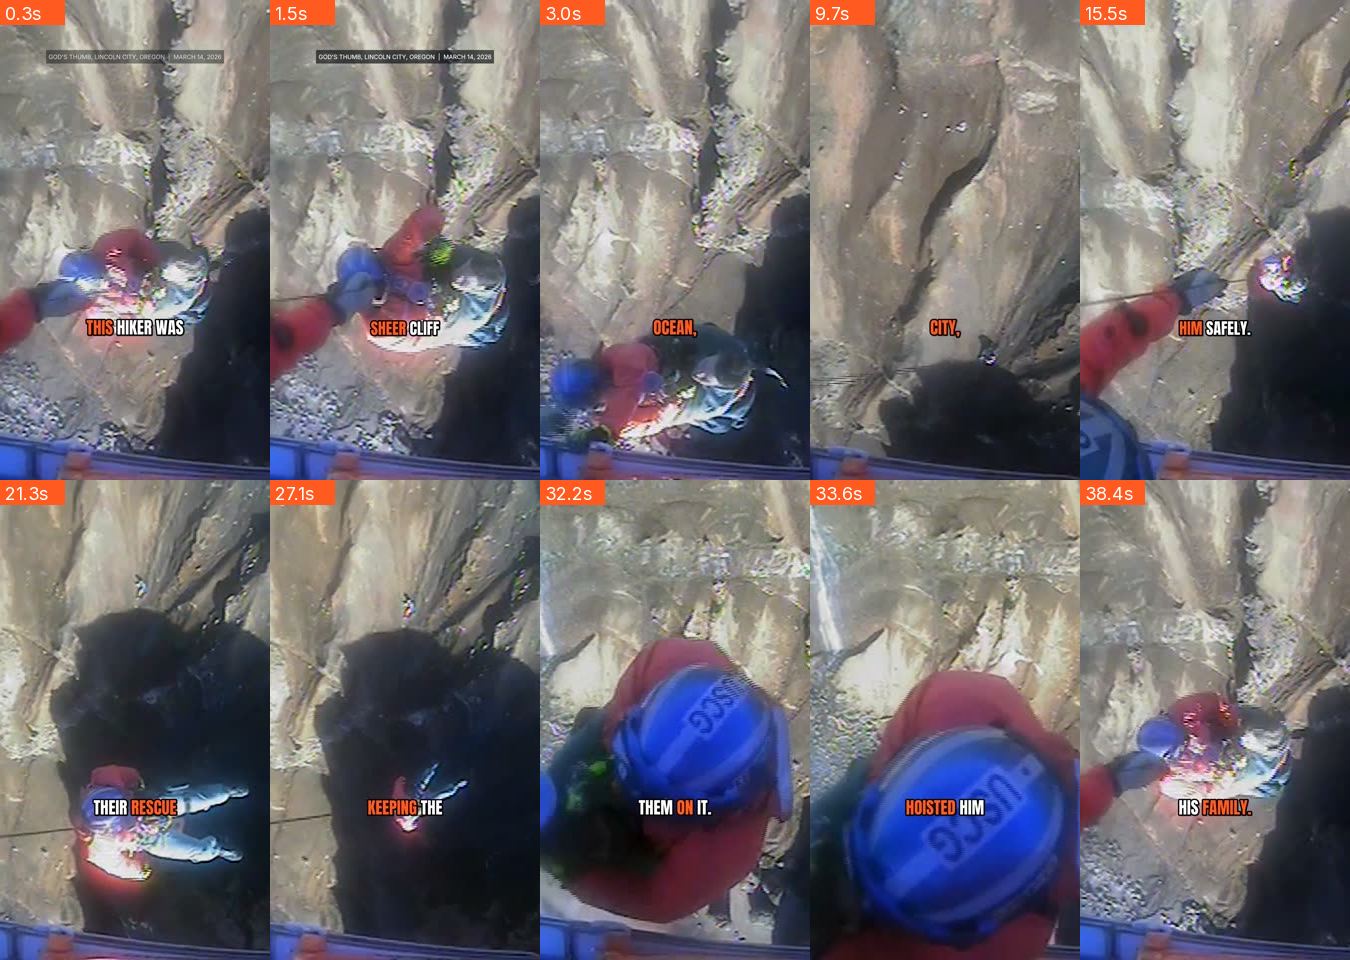 0.3s
GOD'S THUMB, LINCOLN CITY, OREGON | MARCH 14, 2026
THIS HIKER WAS
1.5s
GOD'S THUMB, LINCOLN CITY, OREGON | MARCH 14, 2026
SHEER CLIFF
3.0s
OCEAN,
9.7s
CITY,
15.5s
HIM SAFELY.
21.3s
THEIR RESCUE
27.1s
KEEPING THE
32.2s
USCG
THEM ON IT.
33.6s
USCG
HOISTED HIM
38.4s
HIS FAMILY.